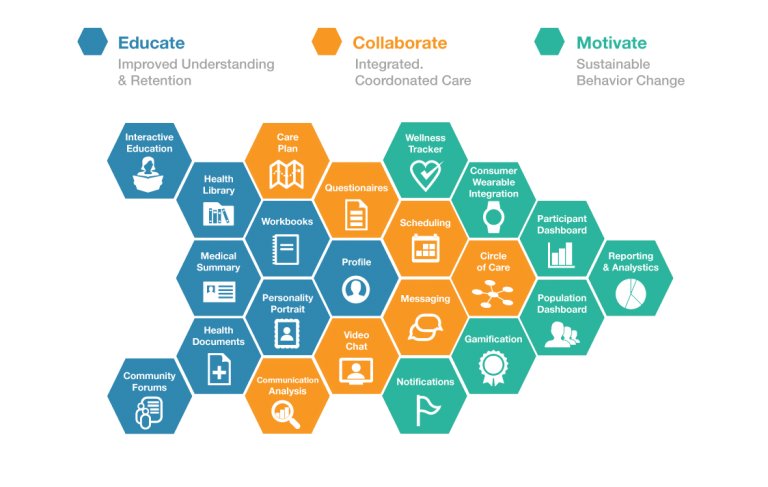 Educate
Improved Understanding
& Retention
Collaborate
Integrated.
Coordonated Care
Motivate
Sustainable
Behavior Change
Interactive
Education
Care
Plan
Wellness
Tracker
Health
Library
Questionaires
Consumer
Wearable
Integration
Workbooks
Scheduling
Participant
Dashboard
Medical
Summary
Profile
Circle
of Care
Reporting
& Analystics
Personality
Portrait
Messaging
Population
Dashboard
Health
Documents
Video
Chat
Gamification
Community
Forums
Communication
Analysis
Notifications